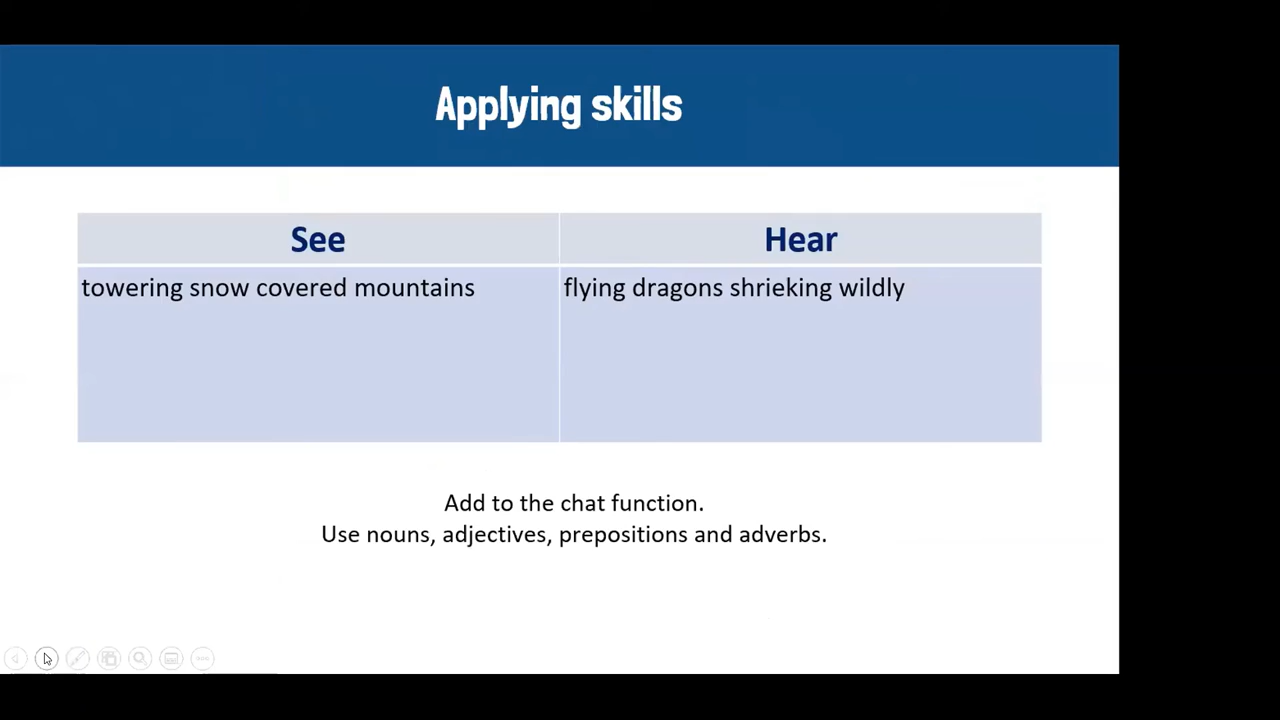 Applying skills
See
Hear
towering snow covered mountains
flying dragons shrieking wildly
Add to the chat function.
Use nouns, adjectives, prepositions and adverbs.